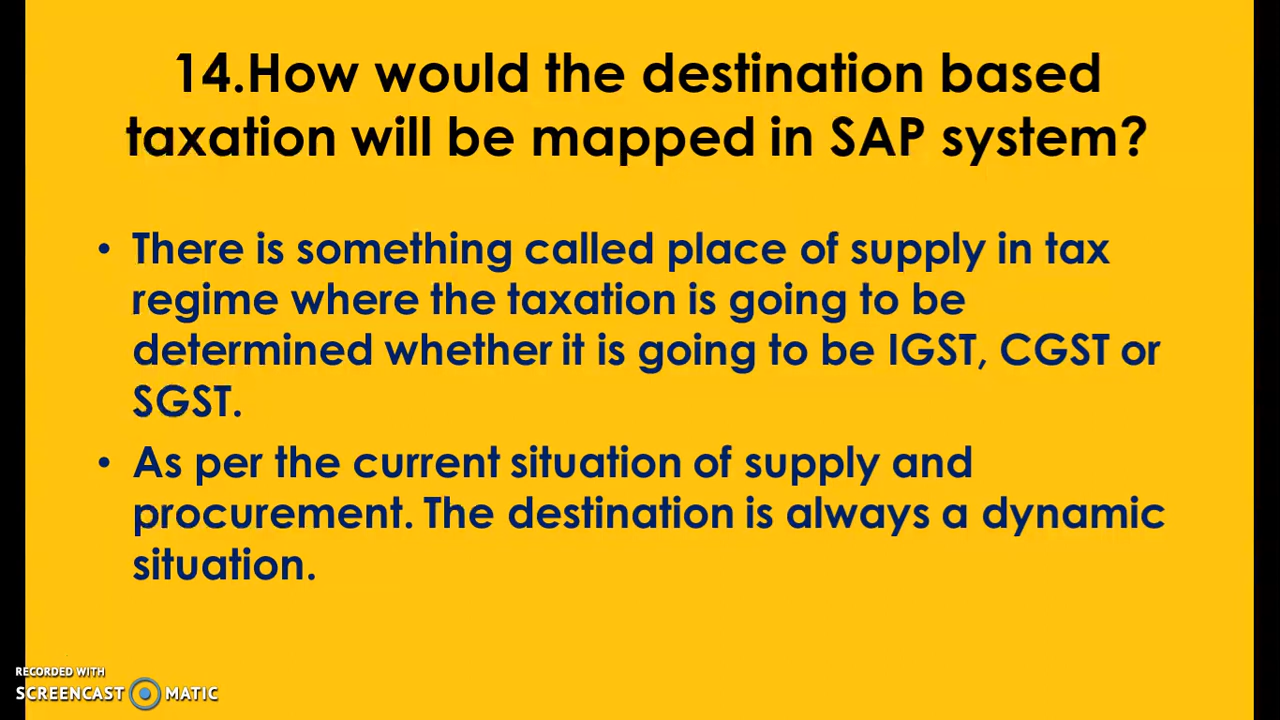 14.How would the destination based
taxation will be mapped in SAP system?
• There is something called place of supply in tax
regime where the taxation is going to be
determined whether it is going to be IGST, CGST or
SGST.
• As per the current situation of supply and
procurement. The destination is always a dynamic
situation.
RECORDED WITH
SCREENCAST MATIC